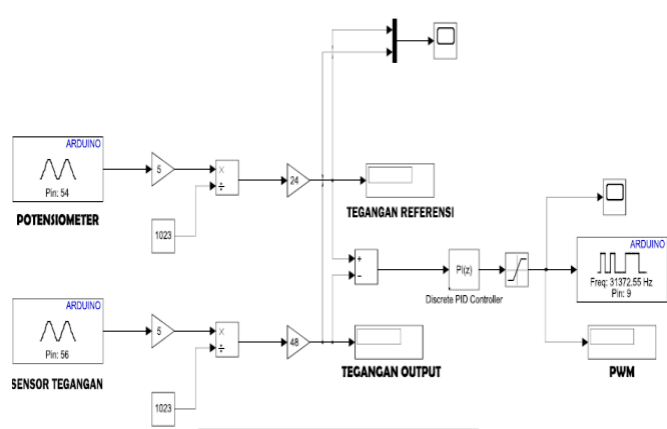 ARDUINO
Pin: 54
POTENSIOMETER
5
×
÷
1023
24
TEGANGAN REFERENSI
+
−
PI(z)
Discrete PID Controller
ARDUINO
Freq: 31372.55 Hz
Pin: 9
PWM
ARDUINO
Pin: 56
SENSOR TEGANGAN
5
×
÷
1023
48
TEGANGAN OUTPUT